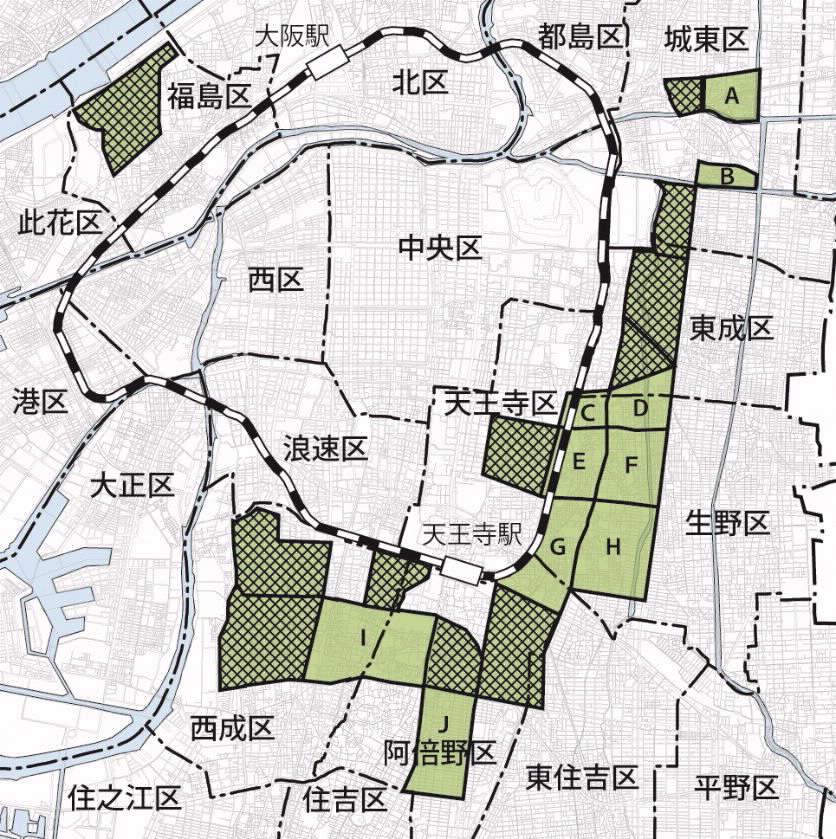 大阪駅
都島区
城東区
北区
福島区
A
B
此花区
中央区
西区
東成区
港区
天王寺区
C
D
浪速区
E
F
大正区
生野区
天王寺駅
G
H
I
西成区
J
阿倍野区
東住吉区
平野区
住之江区
住吉区